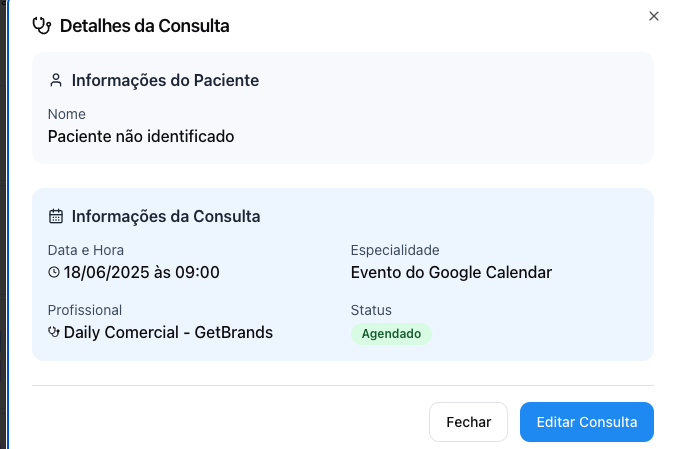 Detalhes da Consulta
Informações do Paciente
Nome
Paciente não identificado
Informações da Consulta
Data e Hora
18/06/2025 às 09:00
Especialidade
Evento do Google Calendar
Profissional
Daily Comercial - GetBrands
Status
Agendado
Fechar
Editar Consulta